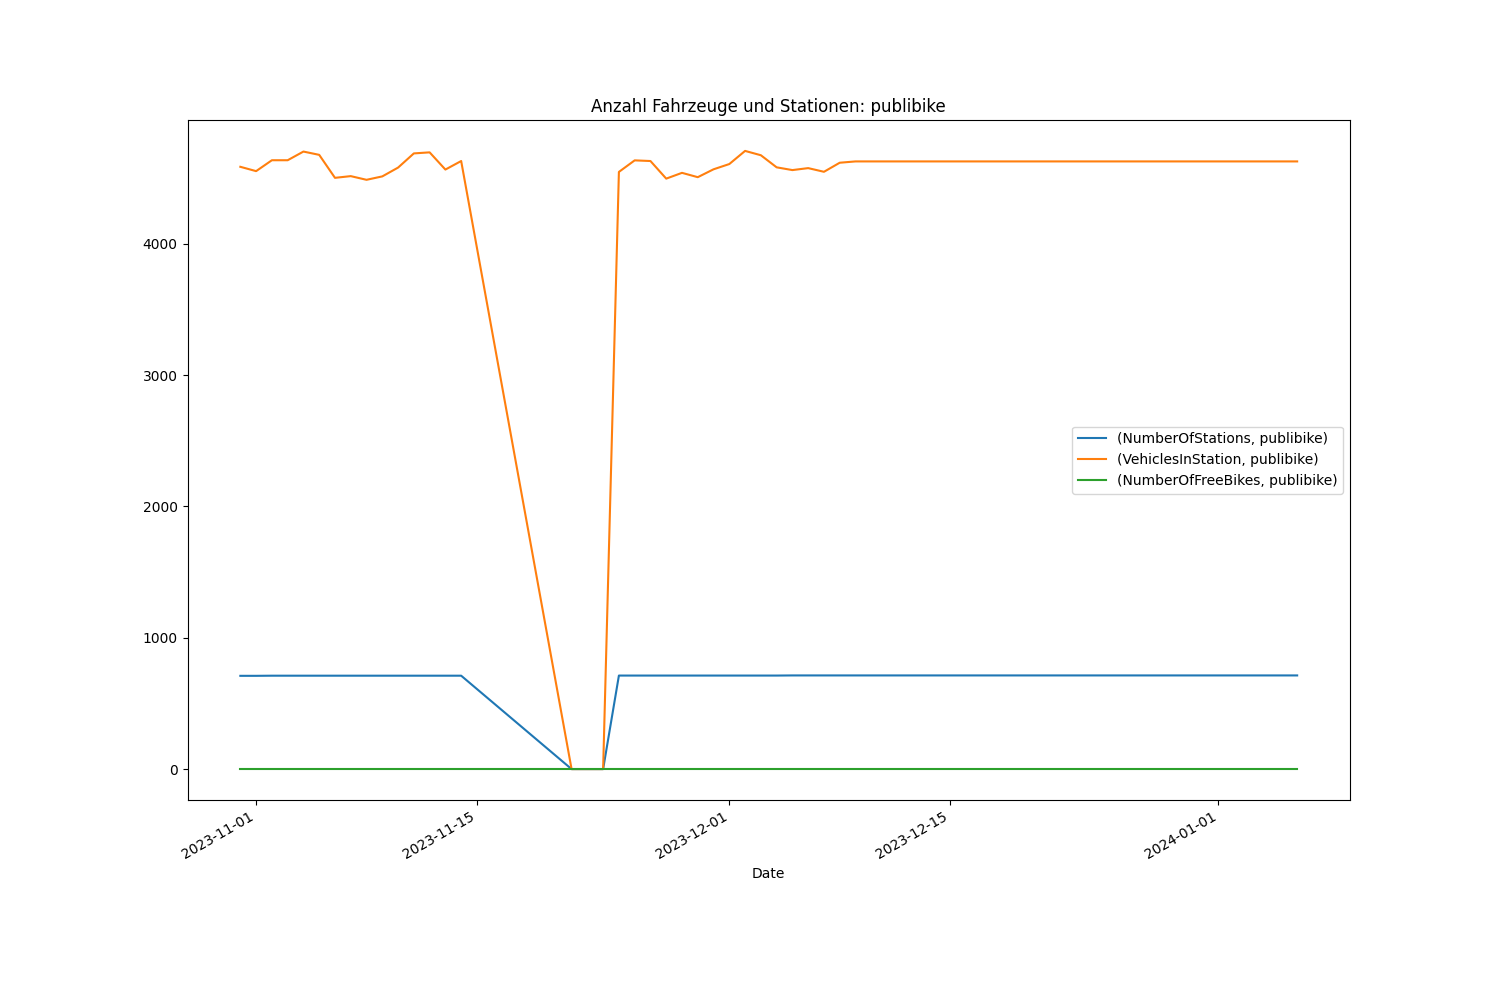 Anzahl Fahrzeuge und Stationen: publibike
4000
3000
2000
1000
0
(NumberOfStations, publibike)
(VehiclesInStation, publibike)
(NumberOfFreeBikes, publibike)
2023-11-01
2023-11-15
2023-12-01
2023-12-15
2024-01-01
Date